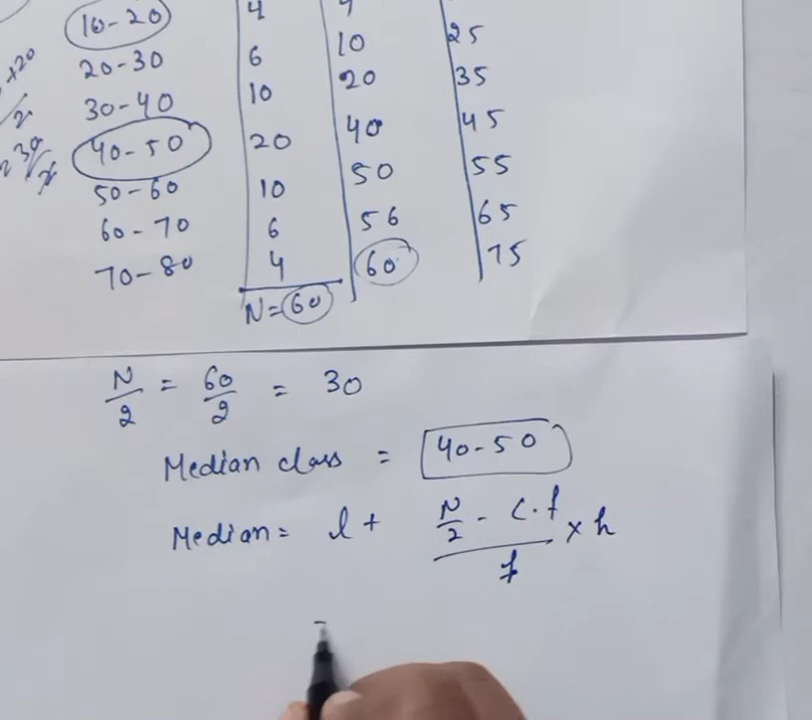 10-20 4 4
20-30 6 10 25
30-40 10 20 35
40-50 20 40 45
50-60 10 50 55
60-70 6 56 65
70-80 4 60 75
N=60
N/2 = 60/2 = 30
Median class = 40-50
Median = l + (N/2 - c.f)/f × h